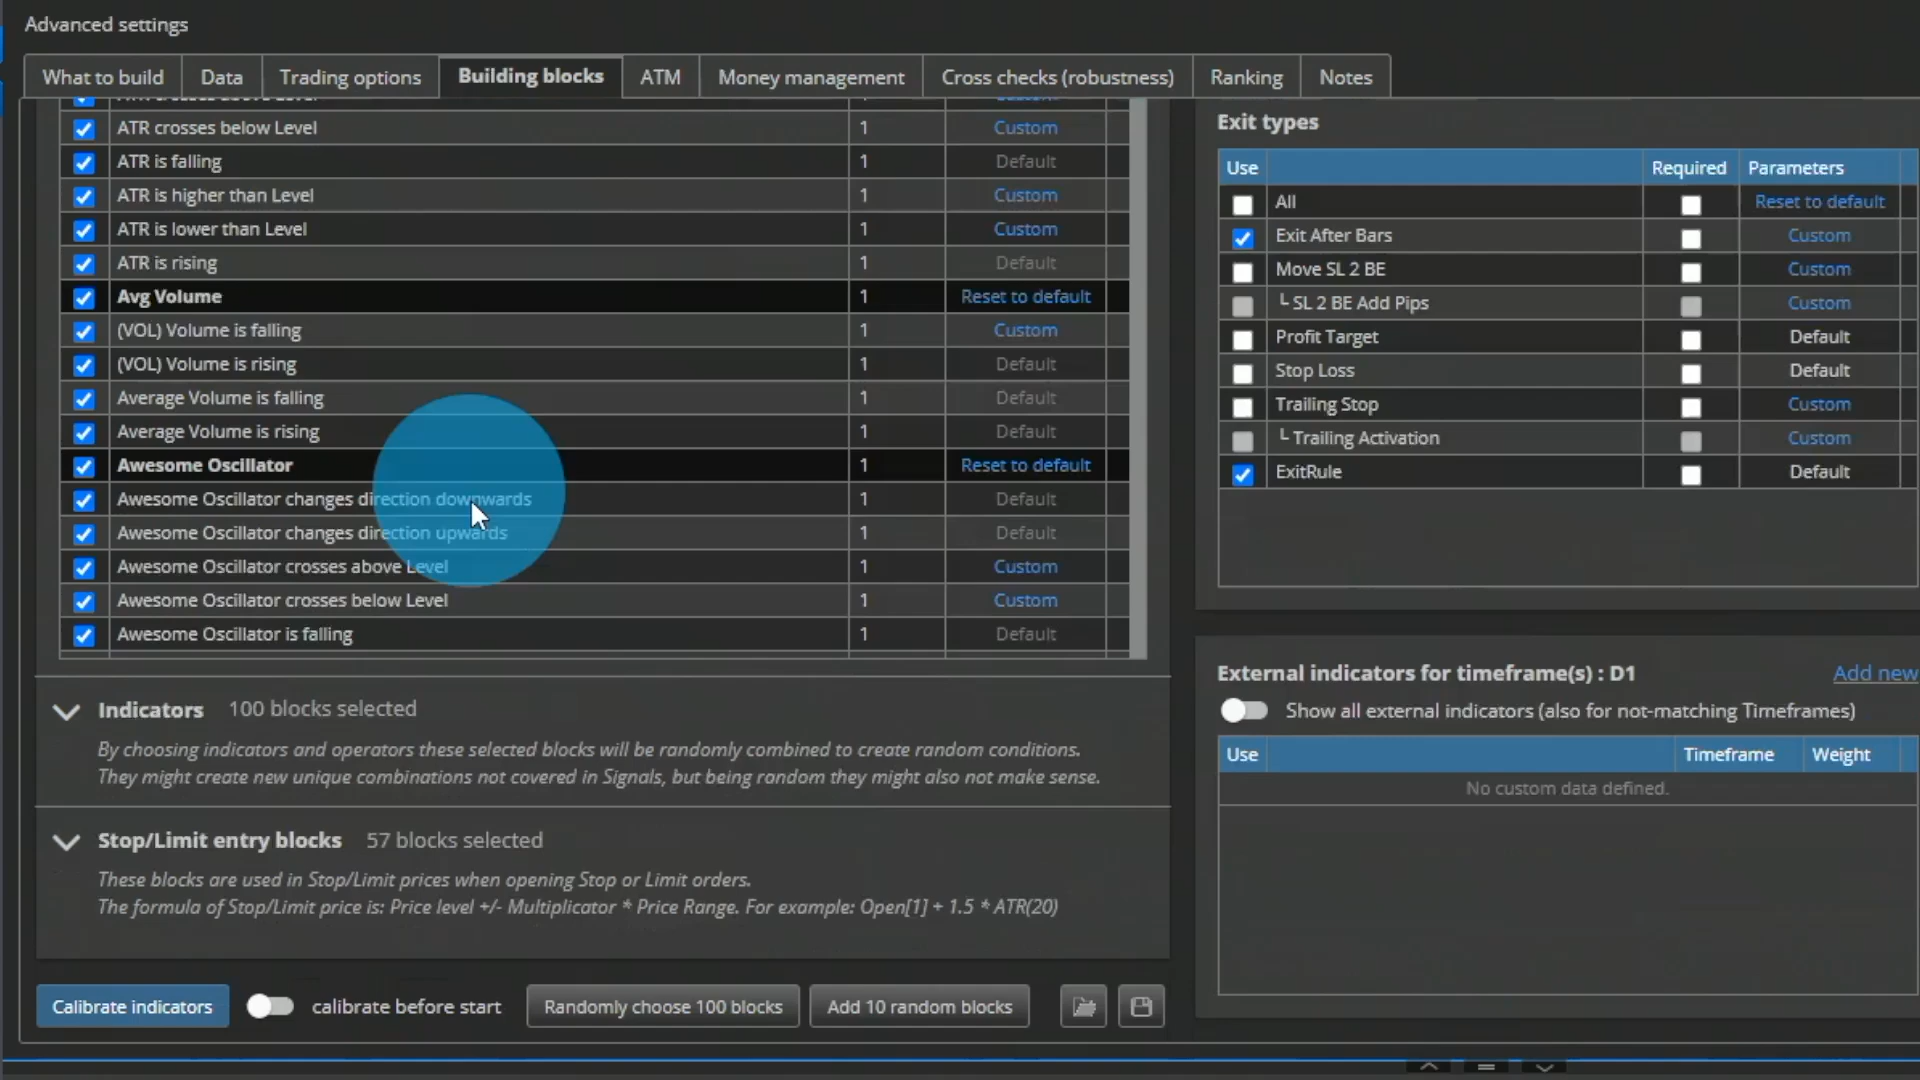 Advanced settings
What to build Data Trading options Building blocks ATM Money management Cross checks (robustness) Ranking Notes
ATR crosses below Level 1 Custom
ATR is falling 1 Default
ATR is higher than Level 1 Custom
ATR is lower than Level 1 Custom
ATR is rising 1 Default
Avg Volume 1 Reset to default
(VOL) Volume is falling 1 Custom
(VOL) Volume is rising 1 Default
Average Volume is falling 1 Default
Average Volume is rising 1 Default
Awesome Oscillator 1 Reset to default
Awesome Oscillator changes direction downwards 1 Default
Awesome Oscillator changes direction upwards 1 Default
Awesome Oscillator crosses above Level 1 Custom
Awesome Oscillator crosses below Level 1 Custom
Awesome Oscillator is falling 1 Default
Indicators 100 blocks selected
By choosing indicators and operators these selected blocks will be randomly combined to create random conditions.
They might create new unique combinations not covered in Signals, but being random they might also not make sense.
Stop/Limit entry blocks 57 blocks selected
These blocks are used in Stop/Limit prices when opening Stop or Limit orders.
The formula of Stop/Limit price is: Price level +/- Multiplicator * Price Range. For example: Open[1] + 1.5 * ATR(20)
Calibrate indicators calibrate before start Randomly choose 100 blocks Add 10 random blocks
Exit types
Use Required Parameters
All Reset to default
Exit After Bars Custom
Move SL 2 BE Custom
└ SL 2 BE Add Pips Custom
Profit Target Default
Stop Loss Default
Trailing Stop Custom
└ Trailing Activation Custom
ExitRule Default
External indicators for timeframe(s) : D1 Add new
Show all external indicators (also for not-matching Timeframes)
Use Timeframe Weight
No custom data defined.